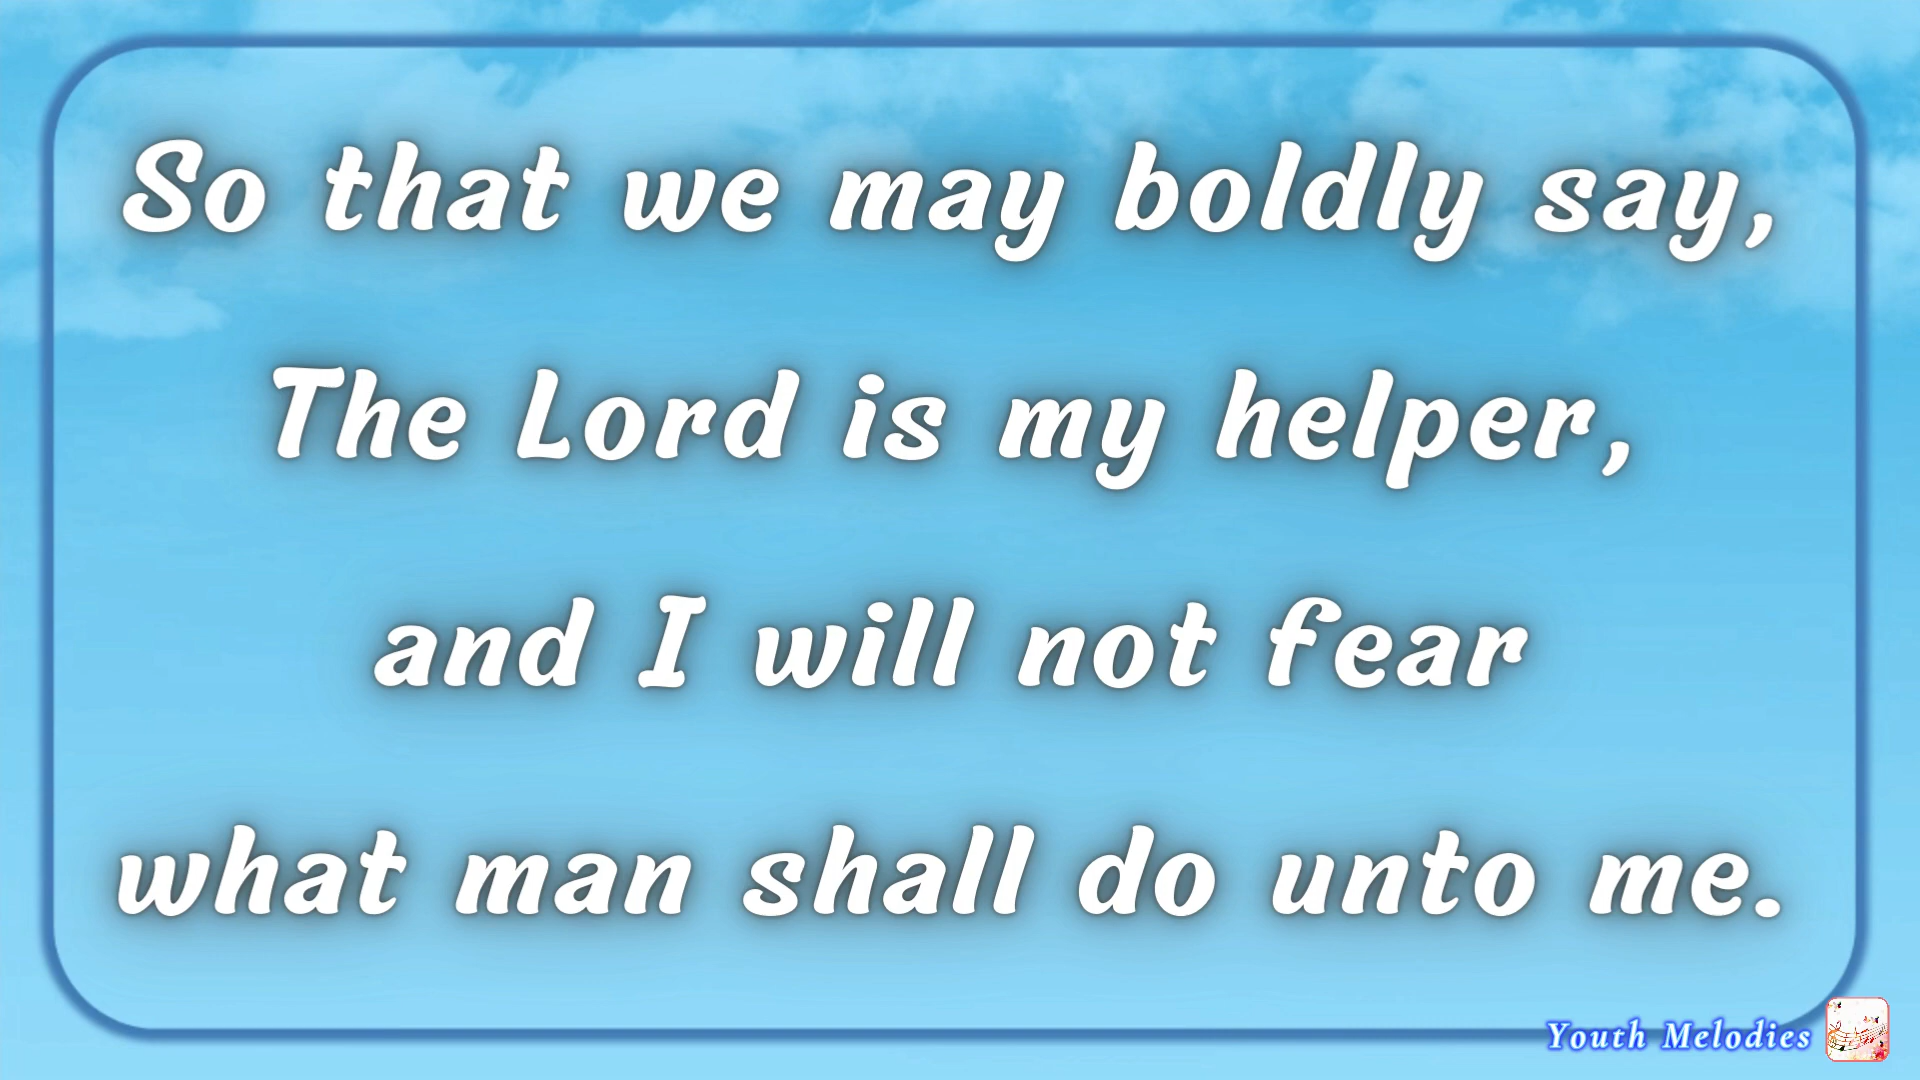 So that we may boldly say,
The Lord is my helper,
and I will not fear
what man shall do unto me.
Youth Melodies